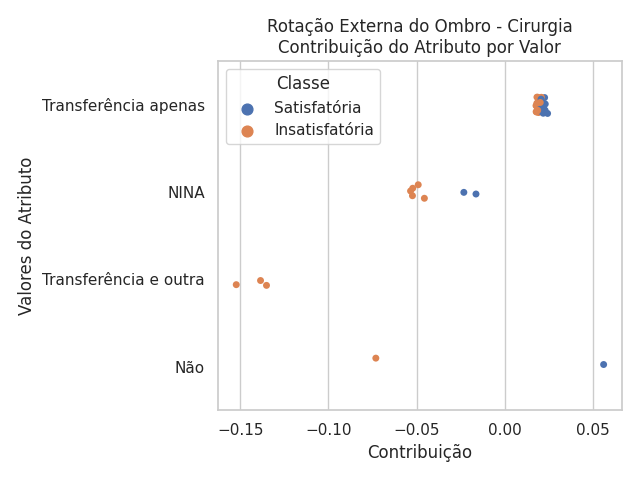 Rotação Externa do Ombro - Cirurgia
Contribuição do Atributo por Valor
Classe
Satisfatória
Insatisfatória
Valores do Atributo
Transferência apenas
NINA
Transferência e outra
Não
−0.15
−0.10
−0.05
0.00
0.05
Contribuição